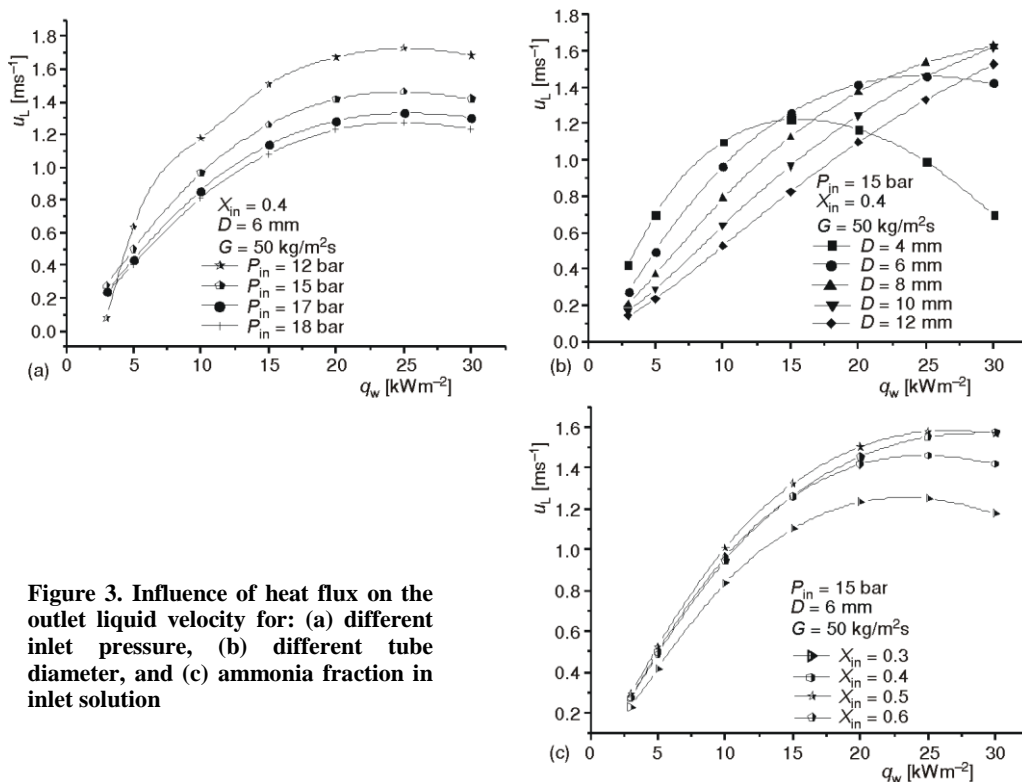 1.8
1.6
1.4
1.2
1.0
0.8
0.6
0.4
0.2
0.0
u_L [ms⁻¹]
X_in = 0.4
D = 6 mm
G = 50 kg/m²s
P_in = 12 bar
P_in = 15 bar
P_in = 17 bar
P_in = 18 bar
0 5 10 15 20 25 30
(a)
q_w [kWm⁻²]
1.8
1.6
1.4
1.2
1.0
0.8
0.6
0.4
0.2
0.0
u_L [ms⁻¹]
P_in = 15 bar
X_in = 0.4
G = 50 kg/m²s
D = 4 mm
D = 6 mm
D = 8 mm
D = 10 mm
D = 12 mm
0 5 10 15 20 25 30
(b)
q_w [kWm⁻²]
1.6
1.4
1.2
1.0
0.8
0.6
0.4
0.2
u_L [ms⁻¹]
P_in = 15 bar
D = 6 mm
G = 50 kg/m²s
X_in = 0.3
X_in = 0.4
X_in = 0.5
X_in = 0.6
0 5 10 15 20 25 30
(c)
q_w [kWm⁻²]
Figure 3. Influence of heat flux on the
outlet liquid velocity for: (a) different
inlet pressure, (b) different tube
diameter, and (c) ammonia fraction in
inlet solution